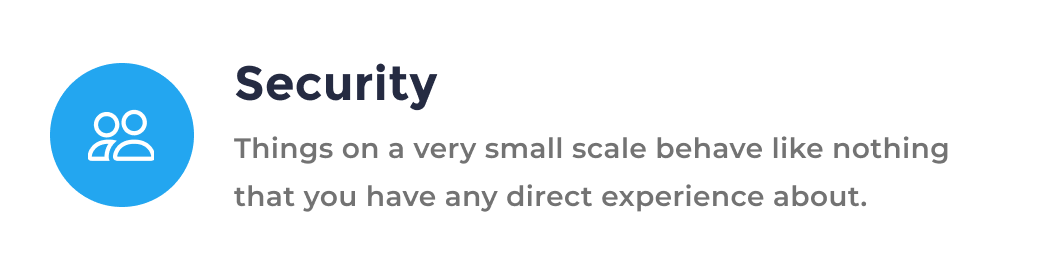 Security
Things on a very small scale behave like nothing
that you have any direct experience about.